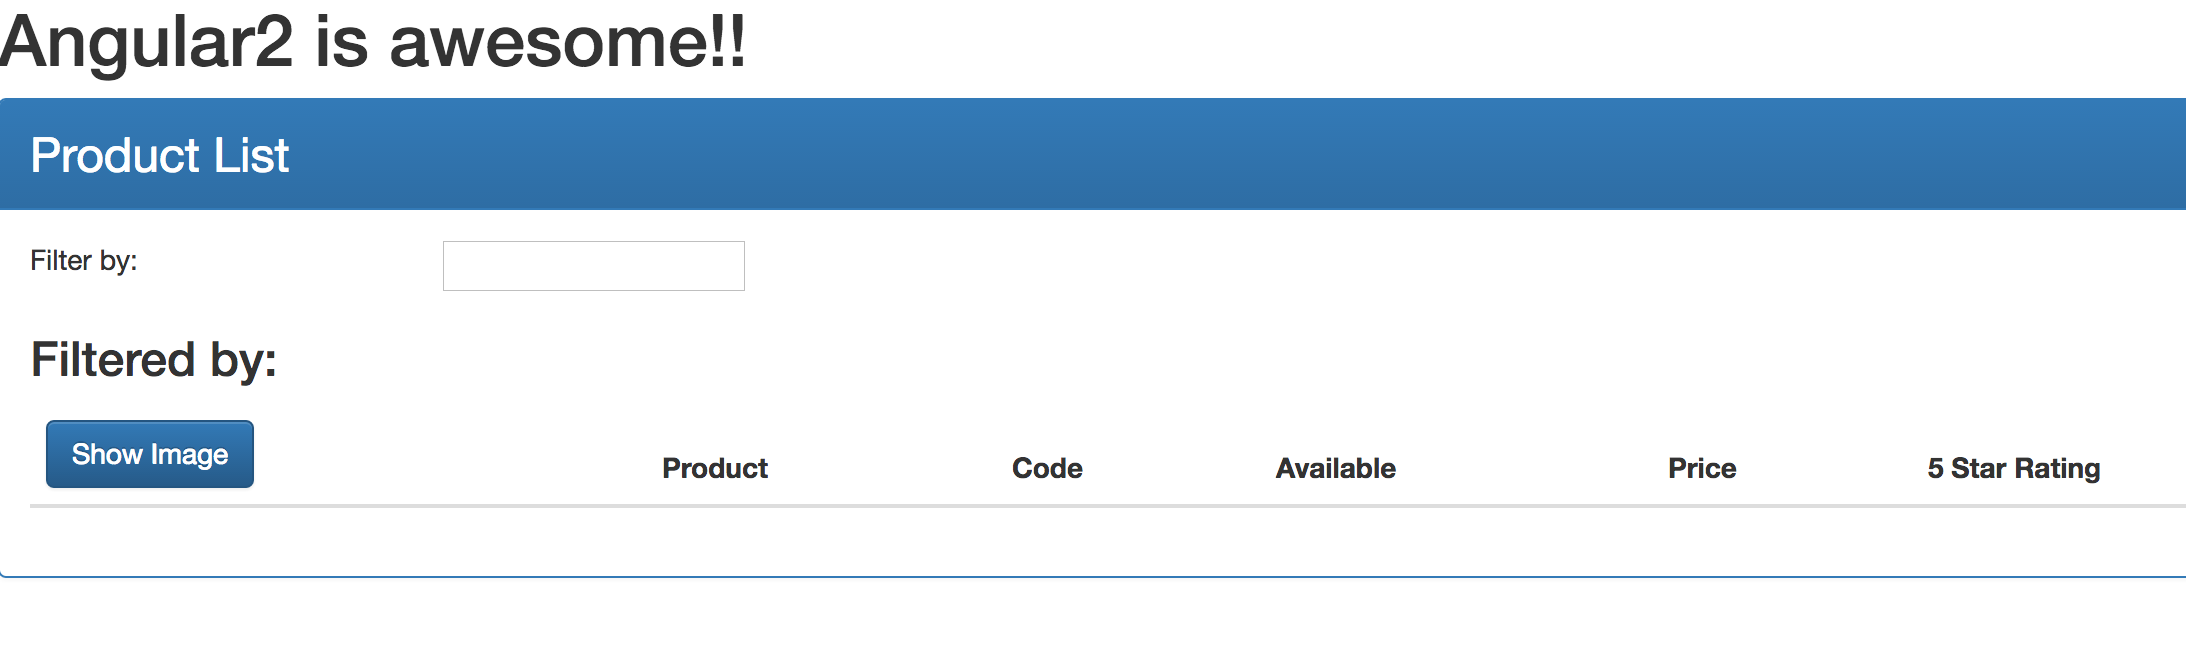 Angular2 is awesome!!
Product List
Filter by:
Filtered by:
Show Image Product Code Available Price 5 Star Rating